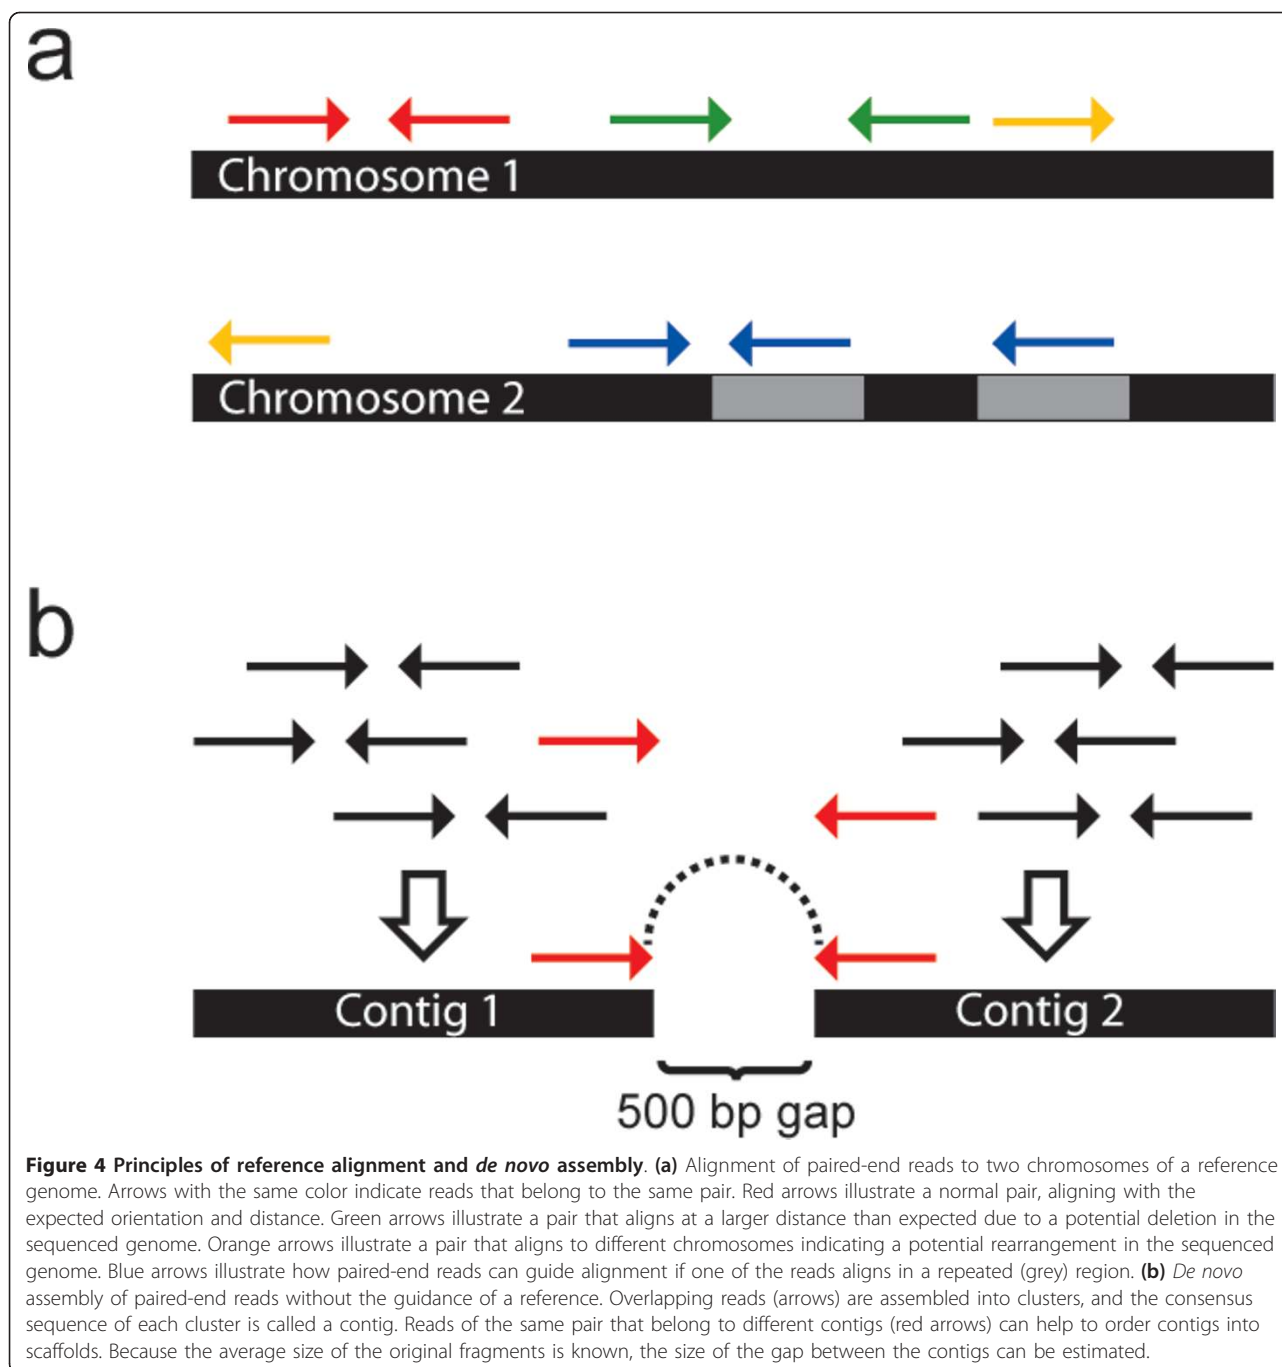 a
Chromosome 1
Chromosome 2
b
Contig 1
Contig 2
500 bp gap
Figure 4 Principles of reference alignment and de novo assembly. (a) Alignment of paired-end reads to two chromosomes of a reference
genome. Arrows with the same color indicate reads that belong to the same pair. Red arrows illustrate a normal pair, aligning with the
expected orientation and distance. Green arrows illustrate a pair that aligns at a larger distance than expected due to a potential deletion in the
sequenced genome. Orange arrows illustrate a pair that aligns to different chromosomes indicating a potential rearrangement in the sequenced
genome. Blue arrows illustrate how paired-end reads can guide alignment if one of the reads aligns in a repeated (grey) region. (b) De novo
assembly of paired-end reads without the guidance of a reference. Overlapping reads (arrows) are assembled into clusters, and the consensus
sequence of each cluster is called a contig. Reads of the same pair that belong to different contigs (red arrows) can help to order contigs into
scaffolds. Because the average size of the original fragments is known, the size of the gap between the contigs can be estimated.